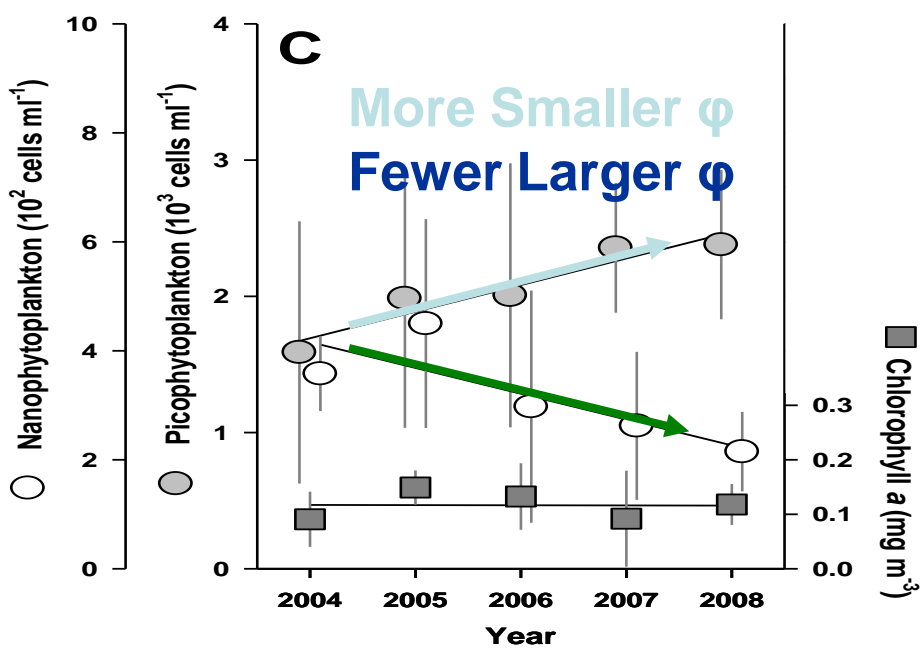 C
More Smaller φ
Fewer Larger φ
Nanophytoplankton (10² cells ml⁻¹)
10
8
6
4
2
0
Picophytoplankton (10³ cells ml⁻¹)
4
3
2
1
0
Chlorophyll a (mg m⁻³)
0.3
0.2
0.1
0.0
2004 2005 2006 2007 2008
Year